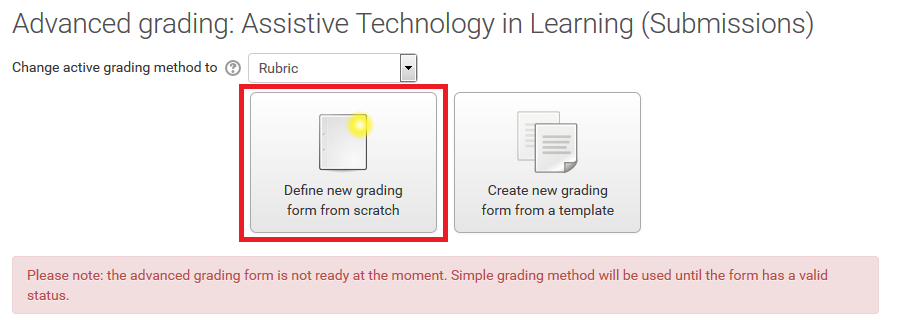 Advanced grading: Assistive Technology in Learning (Submissions)
Change active grading method to ? Rubric
Define new grading
form from scratch
Create new grading
form from a template
Please note: the advanced grading form is not ready at the moment. Simple grading method will be used until the form has a valid
status.